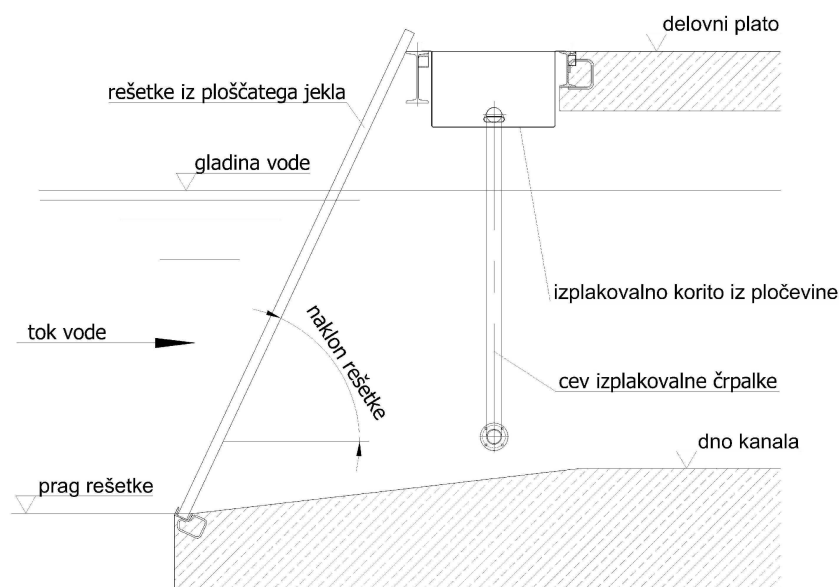 delovni plato
rešetke iz ploščatega jekla
gladina vode
izplakovalno korito iz pločevine
naklon rešetke
tok vode
cev izplakovalne črpalke
dno kanala
prag rešetke